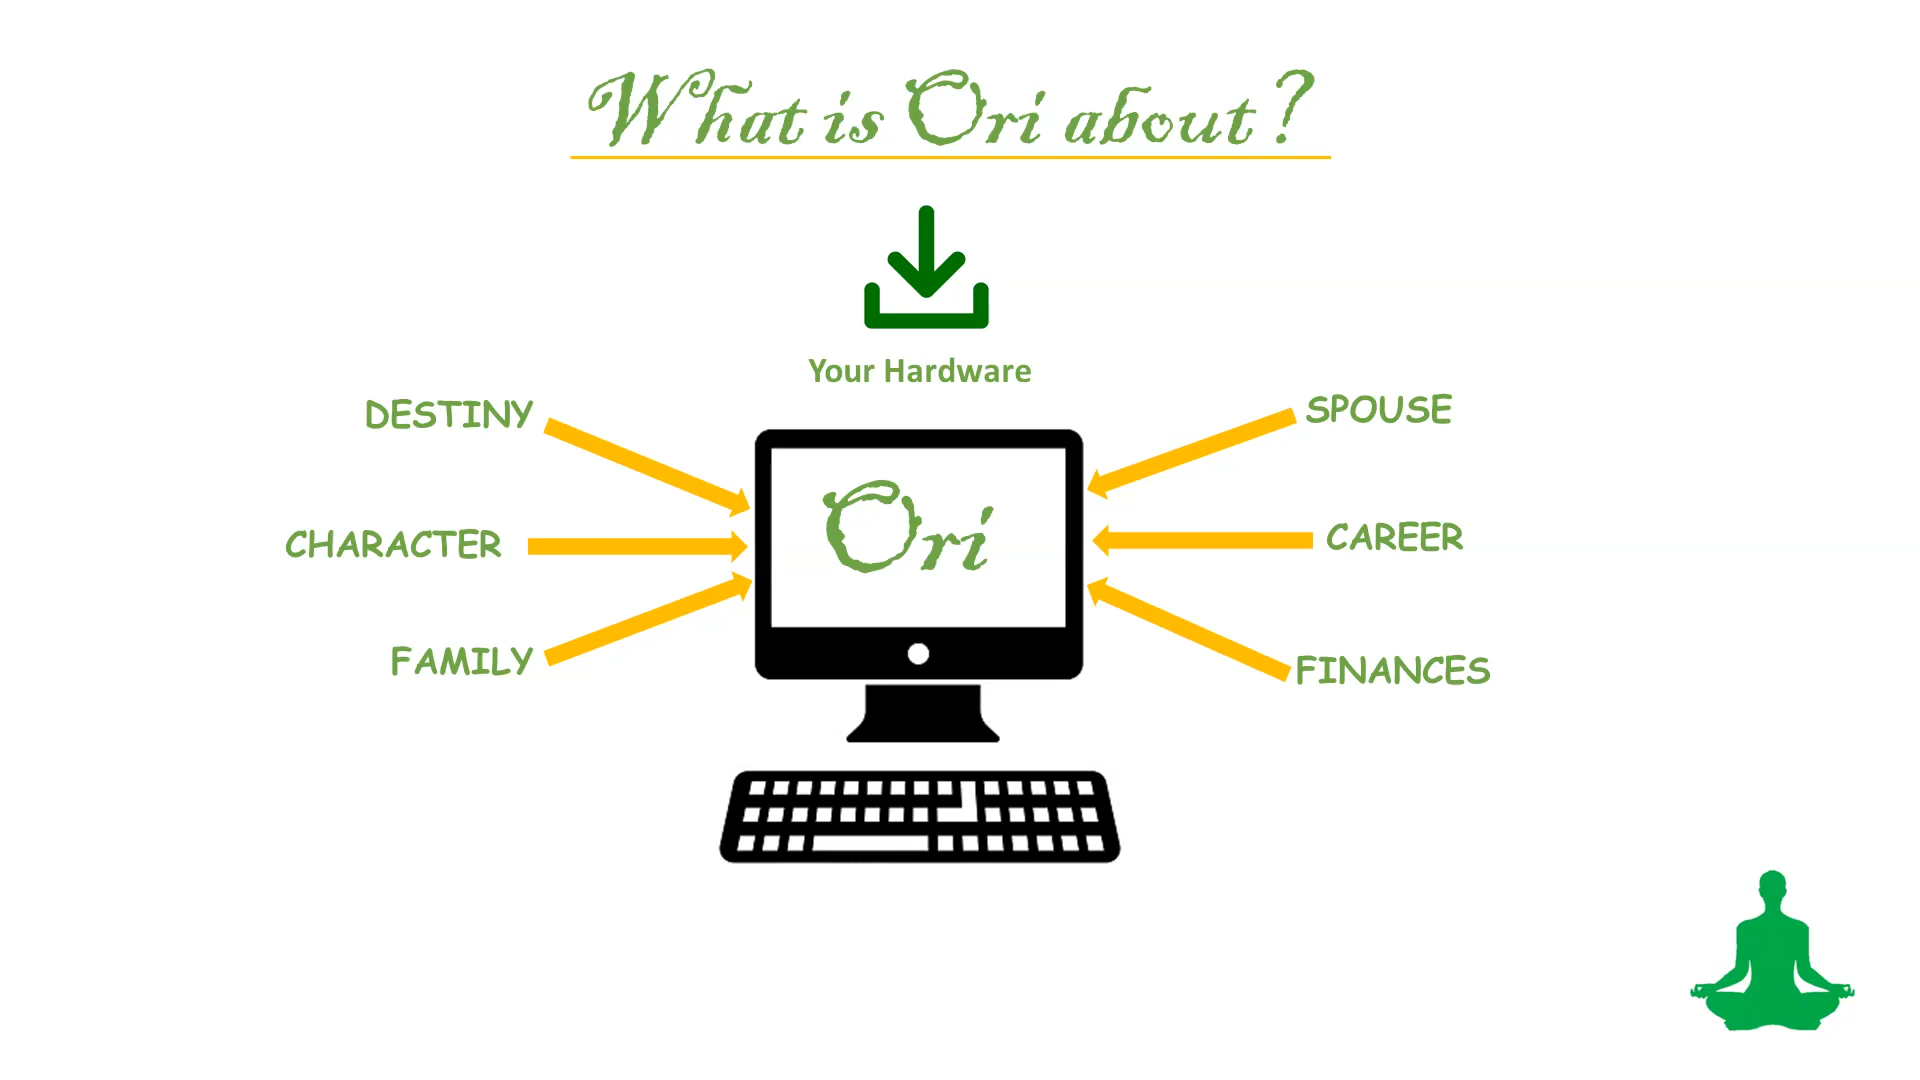 What is Ori about?
Your Hardware
DESTINY
SPOUSE
Ori
CHARACTER
CAREER
FAMILY
FINANCES